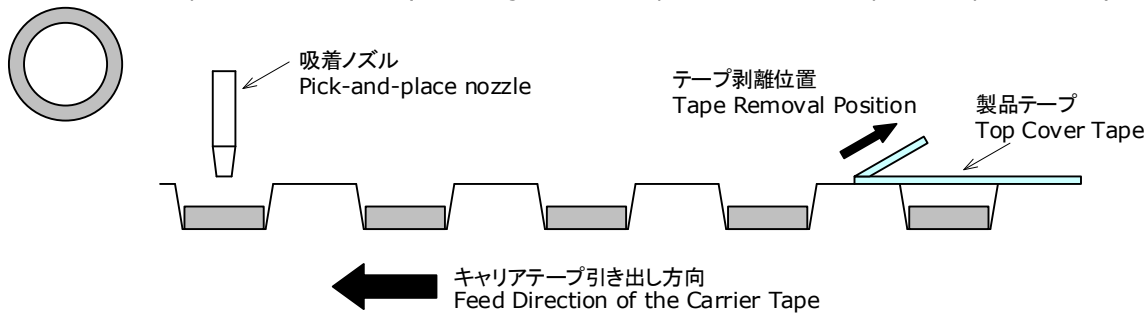 吸着ノズル
Pick-and-place nozzle
テープ剥離位置
Tape Removal Position
製品テープ
Top Cover Tape
キャリアテープ引き出し方向
Feed Direction of the Carrier Tape